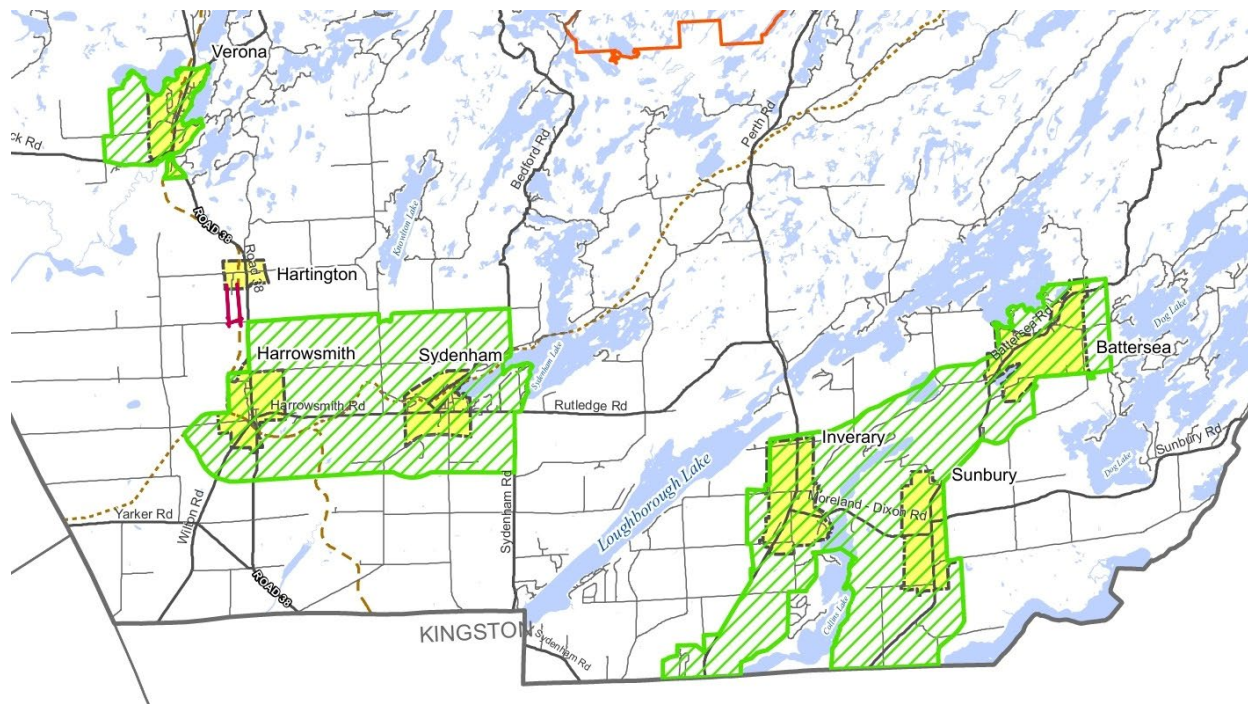 Verona
ck Rd
Bedford Rd
Perth Rd
ROAD 38
Road 38
Knowlton Lake
Hartington
Dog Lake
Battersea Rd
Battersea
Harrowsmith
Sydenham
Sydenham Lake
Harrowsmith Rd
Rutledge Rd
Inverary
Sunbury Rd
Dog Lake
Sunbury
Loughborough Lake
Moreland - Dixon Rd
Wilton Rd
Yarker Rd
Sydenham Rd
ROAD 38
Collins Lake
KINGSTON
Sydenham Rd